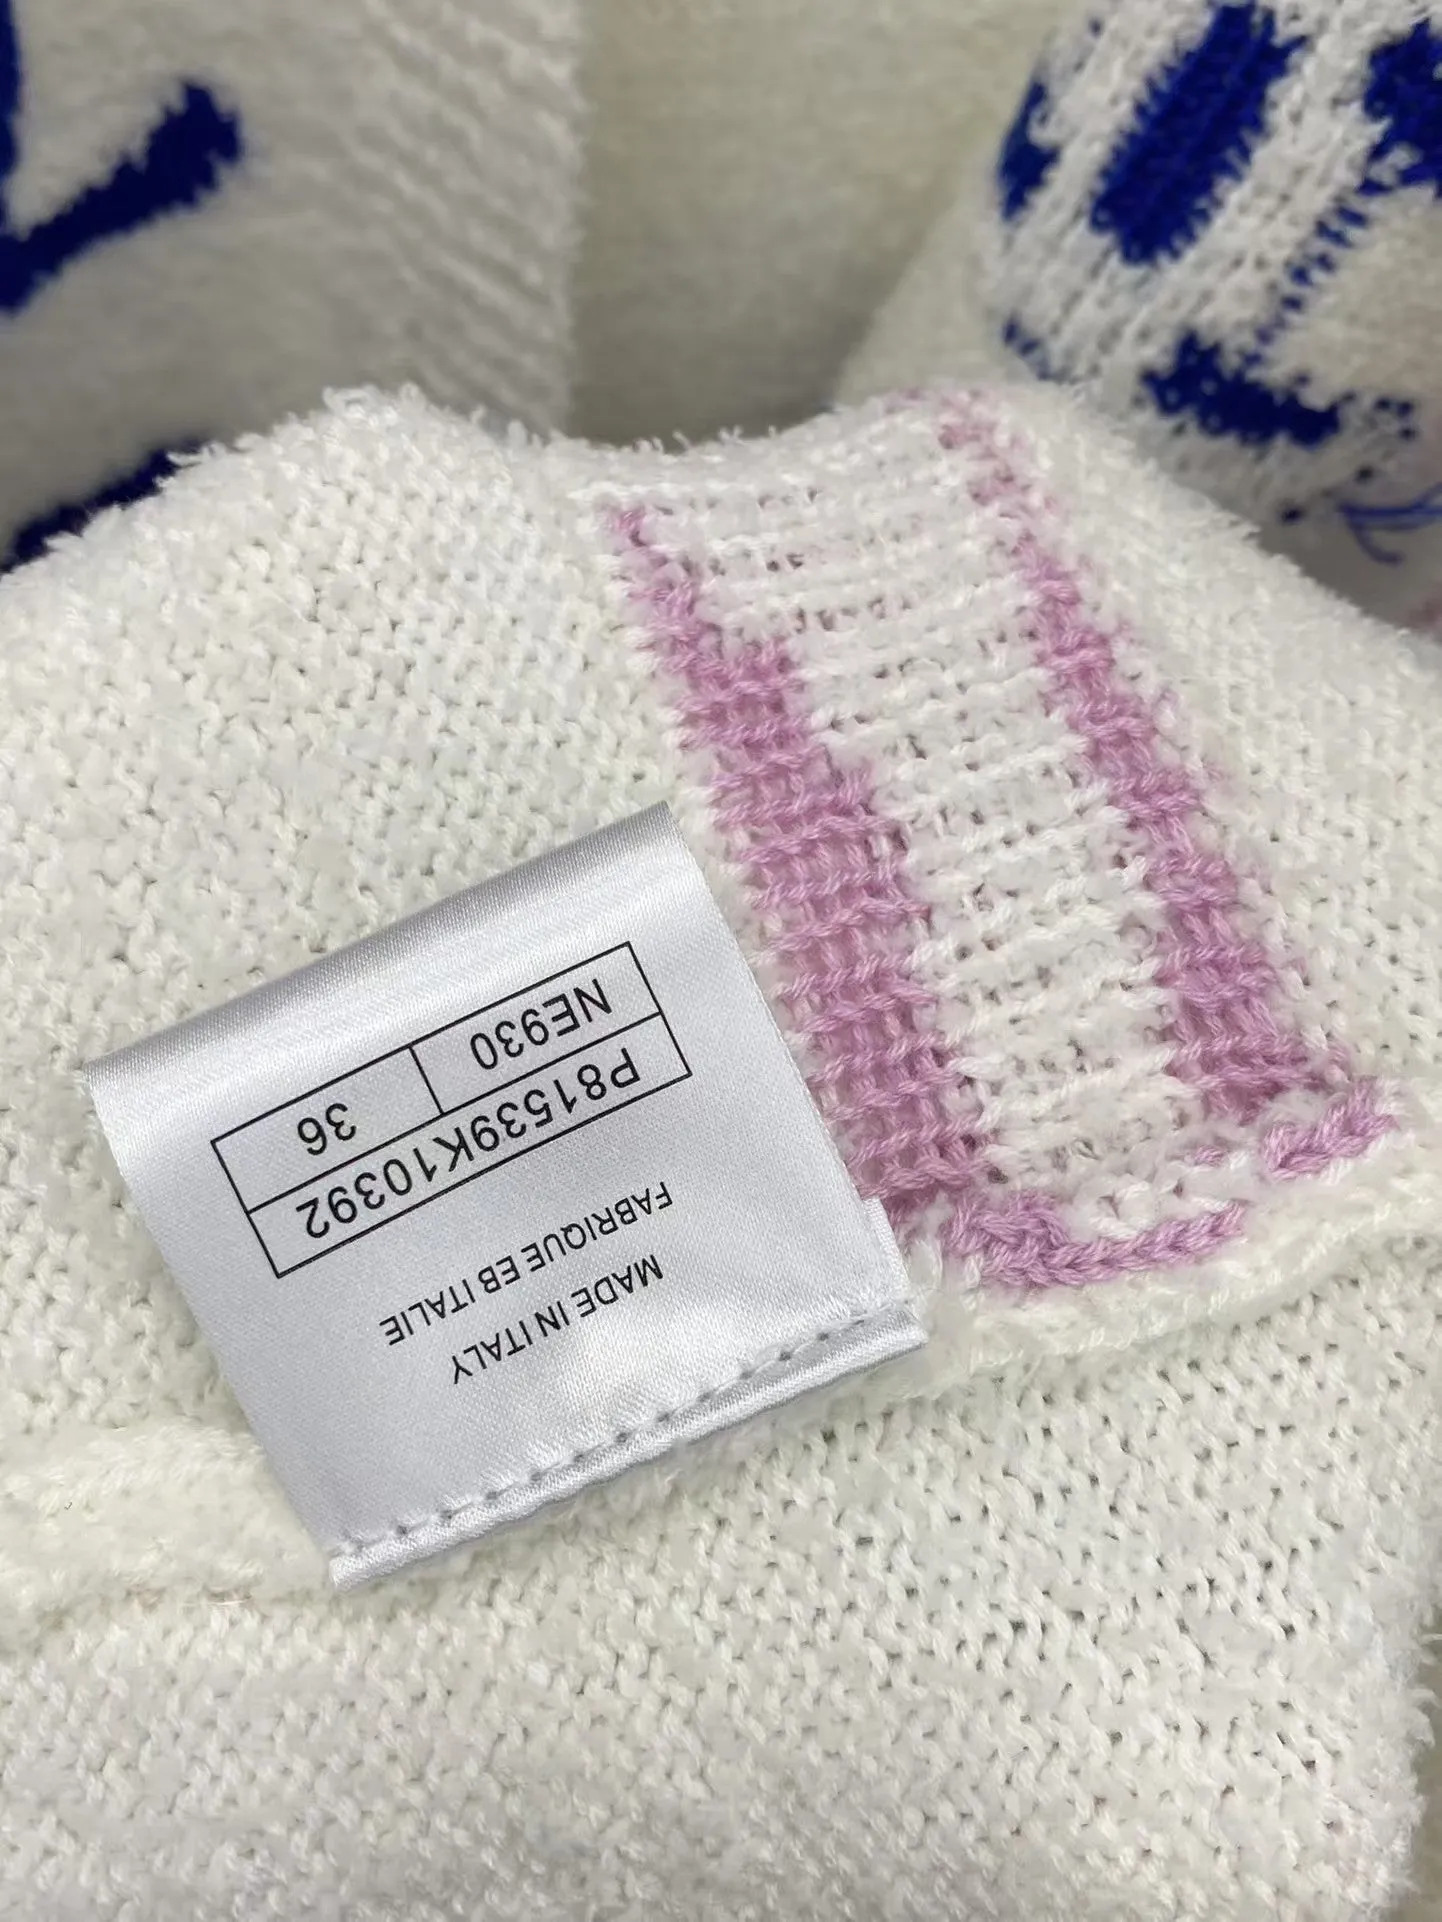 MADE IN ITALY
FABRIQUE EB ITALIE
P81539K10392
NE930 36